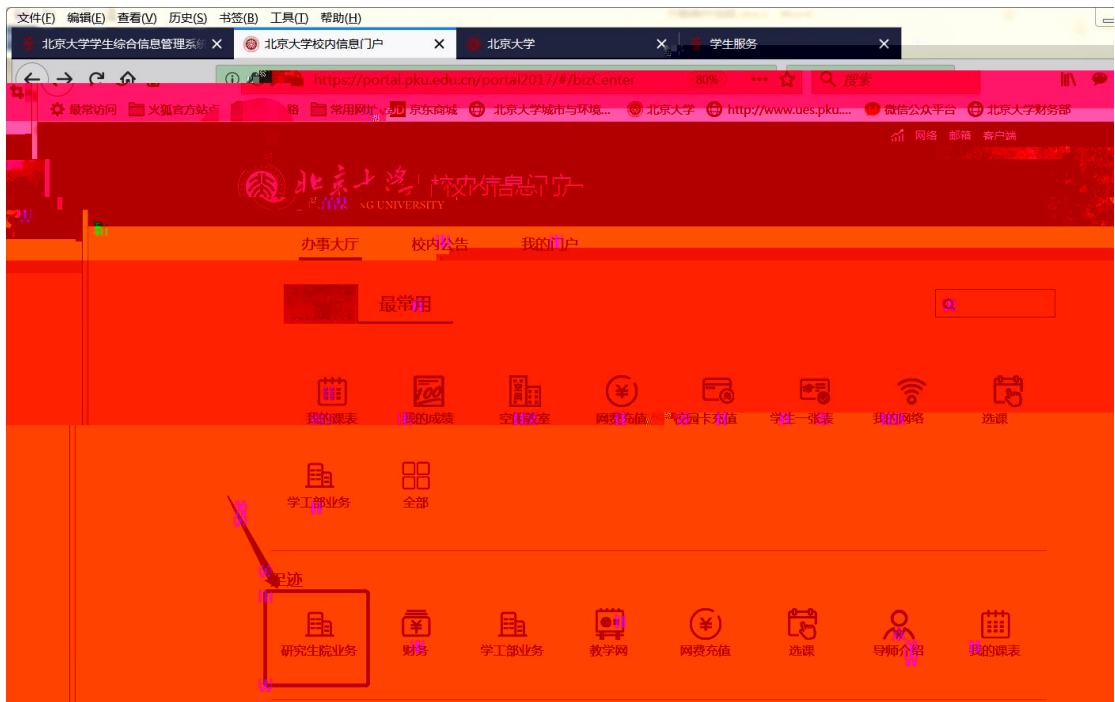 文件(F) 编辑(E) 查看(V) 历史(S) 书签(B) 工具(T) 帮助(H)
北京大学学生综合信息管理系统 北京大学校内信息门户 北京大学 学生服务
https://portal.pku.edu.cn/portal2017/#/bizCenter 80% 搜索
最常访问 火狐官方站点 常用网址 JD 京东商城 北京大学城市与环境... 北京大学 http://www.ues.pku.... 微信公众平台 北京大学财务部
网络 邮箱 客户端
北京大学 校内信息门户
NG UNIVERSITY
办事大厅 校内公告 我的门户
最常用
我的课表 我的成绩 空闲教室 网费充值 校园卡充值 学生一张表 我的网络 选课
学工部业务 全部
足迹
研究生院业务 财务 学工部业务 教学网 网费充值 选课 导师介绍 我的课表